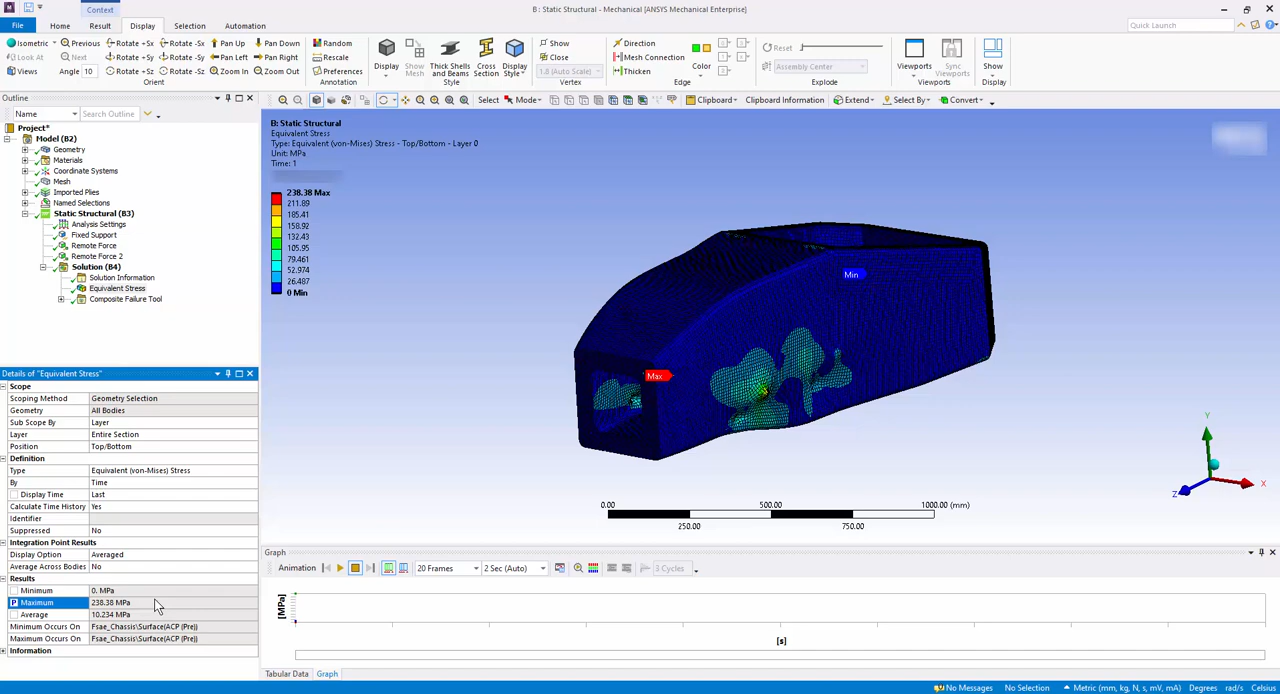 Context
B : Static Structural - Mechanical [ANSYS Mechanical Enterprise]
File Home Result Display Selection Automation
Quick Launch
Isometric Previous Rotate +Sx Rotate -Sx Pan Up Pan Down
Look At Next Rotate +Sy Rotate -Sy Pan Left Pan Right
Views Angle 10 Rotate +Sz Rotate -Sz Zoom In Zoom Out
Orient
Random
Rescale
Preferences
Annotation
Display
Show Mesh
Thick Shells and Beams
Cross Section
Display Style
Style
Show
Close
1.8 (Auto Scale)
Vertex
Direction
Mesh Connection
Thicken
Color
Edge
Reset
Assembly Center
Explode
Viewports
Sync Viewports
Viewports
Show
Display
Select Mode Clipboard [Empty] Extend Select By Convert
Outline
Name Search Outline
Project*
Model (B2)
Geometry
Materials
Coordinate Systems
Mesh
Imported Plies
Named Selections
Static Structural (B3)
Analysis Settings
Fixed Support
Remote Force
Remote Force 2
Solution (B4)
Solution Information
Equivalent Stress
Composite Failure Tool
Details of "Equivalent Stress"
Scope
Scoping Method Geometry Selection
Geometry All Bodies
Sub Scope By Layer
Layer Entire Section
Position Top/Bottom
Definition
Type Equivalent (von-Mises) Stress
By Time
Display Time Last
Calculate Time History Yes
Identifier
Suppressed No
Integration Point Results
Display Option Averaged
Average Across Bodies No
Results
Minimum 0. MPa
P Maximum 238.38 MPa
Average 10.234 MPa
Minimum Occurs On Fsae_Chassis\Surface(ACP (Pre))
Maximum Occurs On Fsae_Chassis\Surface(ACP (Pre))
Information
B: Static Structural
Equivalent Stress
Type: Equivalent (von-Mises) Stress - Top/Bottom - Layer 0
Unit: MPa
Time: 1
238.38 Max
211.89
185.41
158.92
132.43
105.95
79.461
52.974
26.487
0 Min
Min
Max
Y
X
Z
0.00 500.00 1000.00 (mm)
250.00 750.00
Graph
Animation 20 Frames 2 Sec (Auto) 3 Cycles
[MPa]
[s]
Tabular Data Graph
No Messages No Selection Metric (mm, kg, N, s, mV, mA) Degrees rad/s Celsius